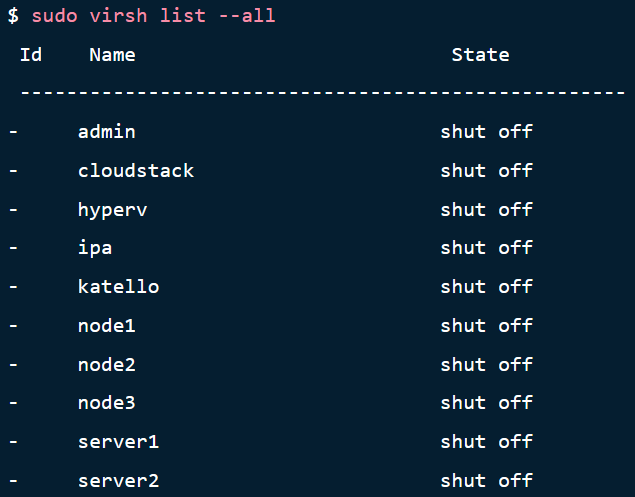 $ sudo virsh list --all
Id Name State
----------------------------------------------------
- admin shut off
- cloudstack shut off
- hyperv shut off
- ipa shut off
- katello shut off
- node1 shut off
- node2 shut off
- node3 shut off
- server1 shut off
- server2 shut off